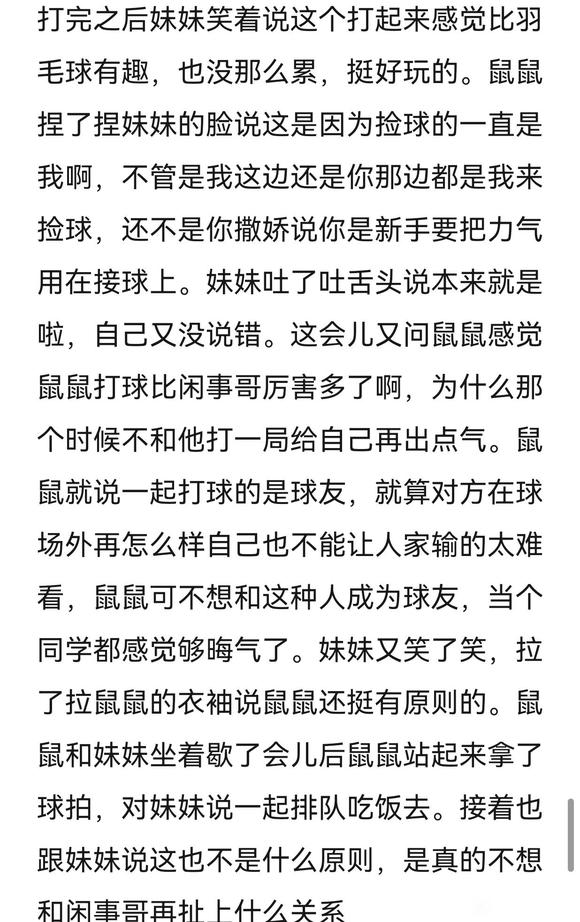 打完之后妹妹笑着说这个打起来感觉比羽
毛球有趣，也没那么累，挺好玩的。鼠鼠
捏了捏妹妹的脸说这是因为捡球的一直是
我啊，不管是我这边还是你那边都是我来
捡球，还不是你撒娇说你是新手要把力气
用在接球上。妹妹吐了吐舌头说本来就是
啦，自己又没说错。这会儿又问鼠鼠感觉
鼠鼠打球比闲事哥厉害多了啊，为什么那
个时候不和他打一局给自己再出点气。鼠
鼠就说一起打球的是球友，就算对方在球
场外再怎么样自己也不能让人家输的太难
看，鼠鼠可不想和这种人成为球友，当个
同学都感觉够晦气了。妹妹又笑了笑，拉
了拉鼠鼠的衣袖说鼠鼠还挺有原则的。鼠
鼠和妹妹坐着歇了会儿后鼠鼠站起来拿了
球拍，对妹妹说一起排队吃饭去。接着也
跟妹妹说这也不是什么原则，是真的不想
和闲事哥再扯上什么关系